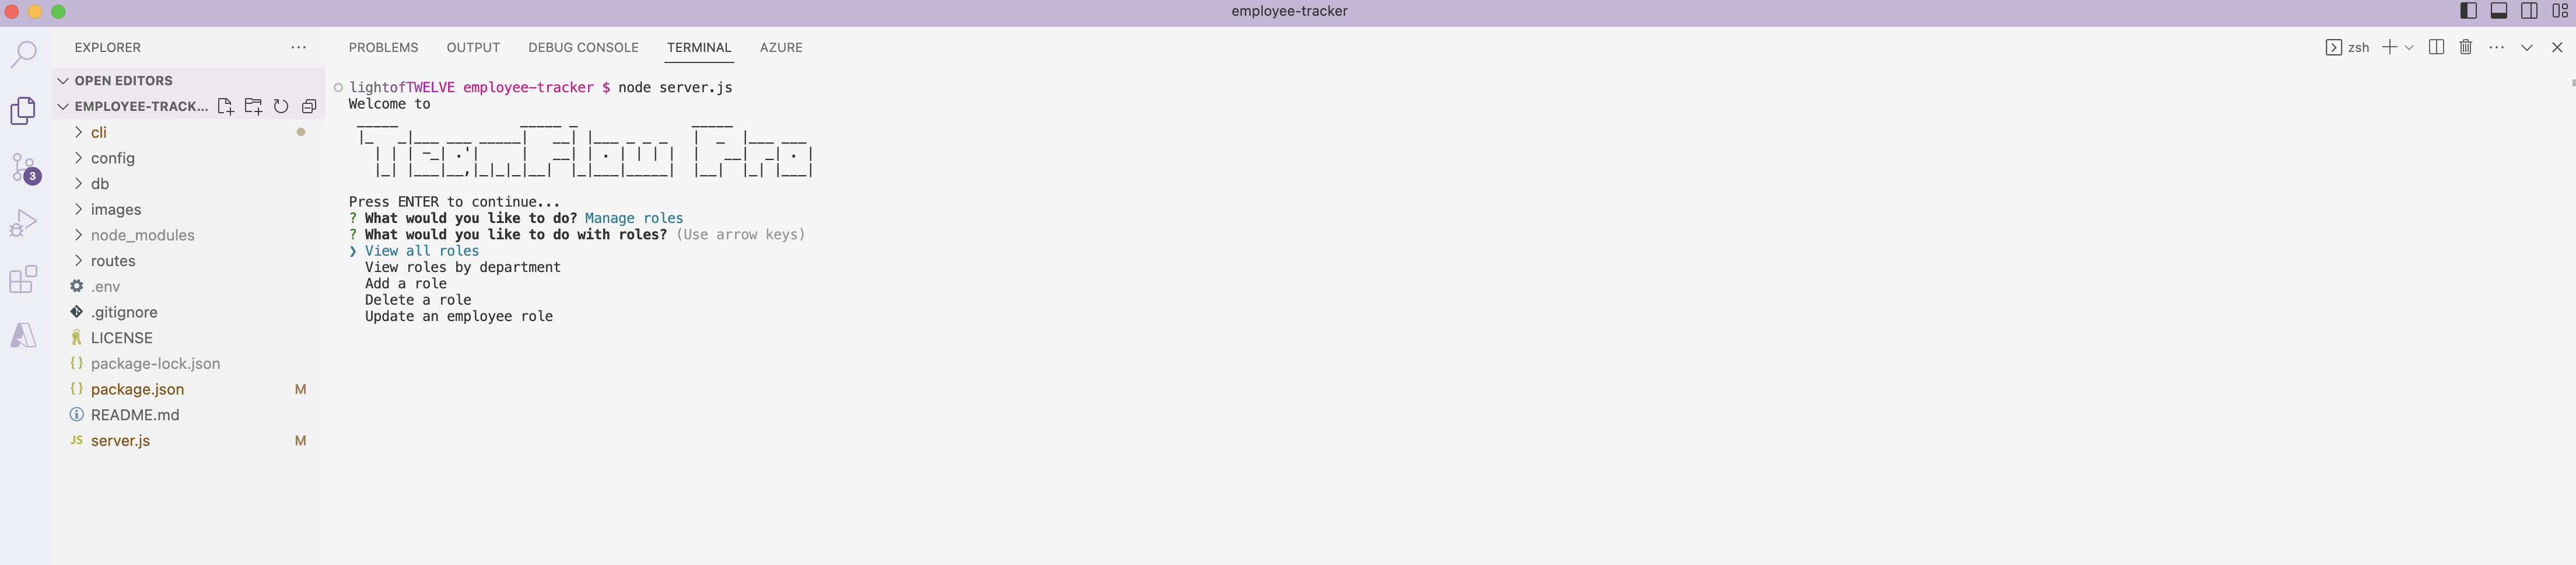 employee-tracker
EXPLORER
OPEN EDITORS
EMPLOYEE-TRACK...
cli
config
db
images
node_modules
routes
.env
.gitignore
LICENSE
{} package-lock.json
{} package.json M
README.md
JS server.js M
3
PROBLEMS OUTPUT DEBUG CONSOLE TERMINAL AZURE
zsh
lightofTWELVE employee-tracker $ node server.js
Welcome to
TeamFlow Pro
Press ENTER to continue...
? What would you like to do? Manage roles
? What would you like to do with roles? (Use arrow keys)
❯ View all roles
View roles by department
Add a role
Delete a role
Update an employee role